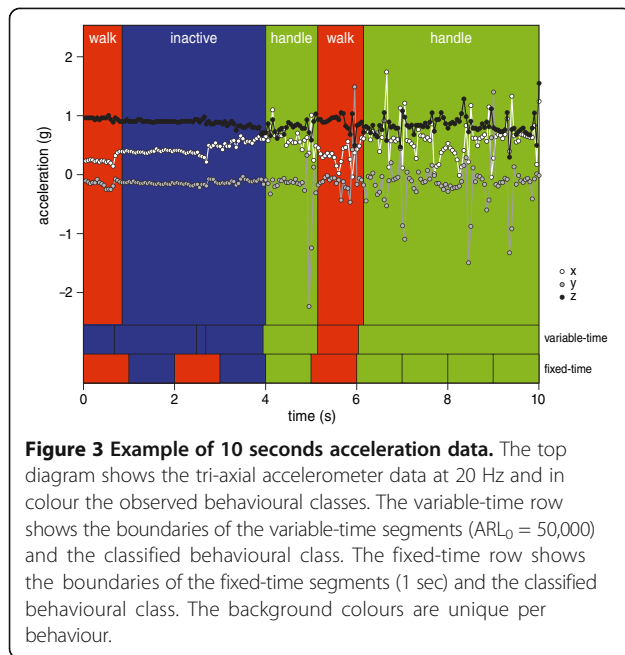 walk inactive handle walk handle
2
1
0
-1
-2
acceleration (g)
x
y
z
variable-time
fixed-time
0 2 4 6 8 10
time (s)
Figure 3 Example of 10 seconds acceleration data. The top
diagram shows the tri-axial accelerometer data at 20 Hz and in
colour the observed behavioural classes. The variable-time row
shows the boundaries of the variable-time segments (ARL₀ = 50,000)
and the classified behavioural class. The fixed-time row shows
the boundaries of the fixed-time segments (1 sec) and the classified
behavioural class. The background colours are unique per
behaviour.